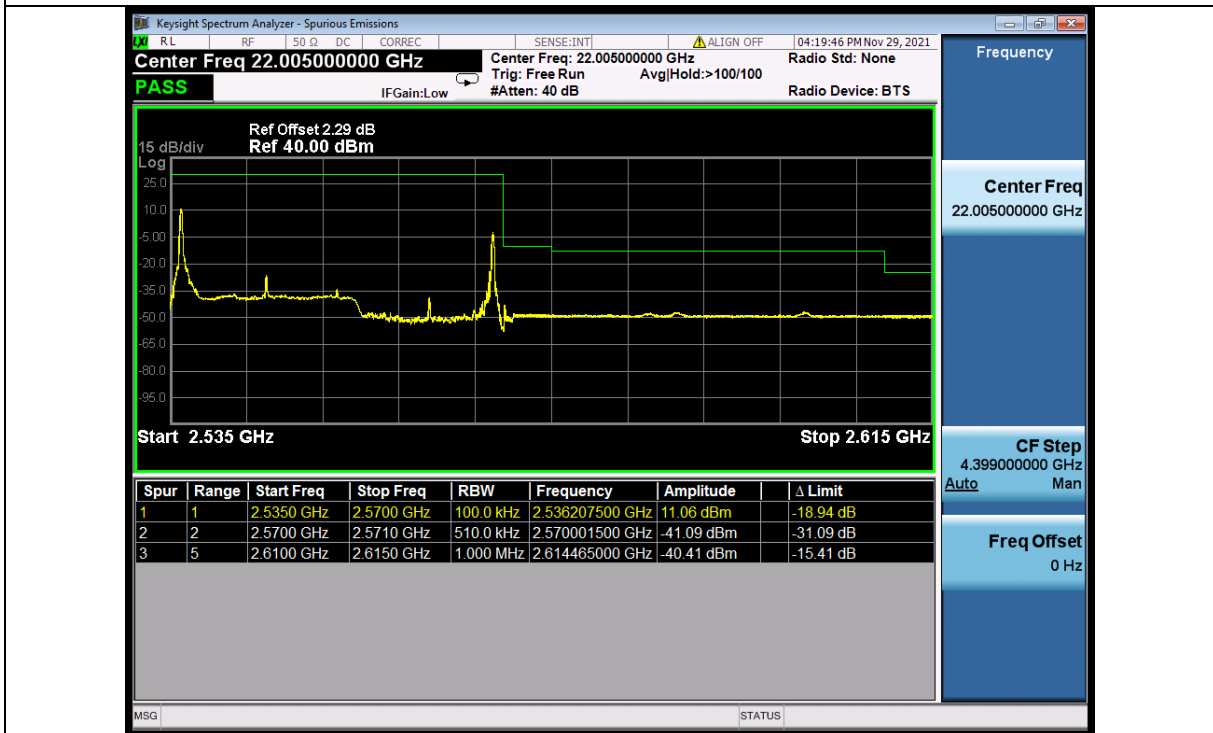 Keysight Spectrum Analyzer - Spurious Emissions
LXI RL RF 50 Ω DC CORREC SENSE:INT ALIGN OFF 04:19:46 PM Nov 29, 2021
Center Freq 22.005000000 GHz
Center Freq: 22.005000000 GHz
Radio Std: None
Trig: Free Run Avg|Hold:>100/100
PASS
IFGain:Low
#Atten: 40 dB
Radio Device: BTS
Ref Offset 2.29 dB
15 dB/div Ref 40.00 dBm
Log
25.0
10.0
-5.00
-20.0
-35.0
-50.0
-65.0
-80.0
-95.0
Start 2.535 GHz
Stop 2.615 GHz
Spur Range Start Freq Stop Freq RBW Frequency Amplitude Δ Limit
1 1 2.5350 GHz 2.5700 GHz 100.0 kHz 2.536207500 GHz 11.06 dBm -18.94 dB
2 2 2.5700 GHz 2.5710 GHz 510.0 kHz 2.570001500 GHz -41.09 dBm -31.09 dB
3 5 2.6100 GHz 2.6150 GHz 1.000 MHz 2.614465000 GHz -40.41 dBm -15.41 dB
MSG
STATUS
Frequency
Center Freq
22.005000000 GHz
CF Step
4.399000000 GHz
Auto Man
Freq Offset
0 Hz